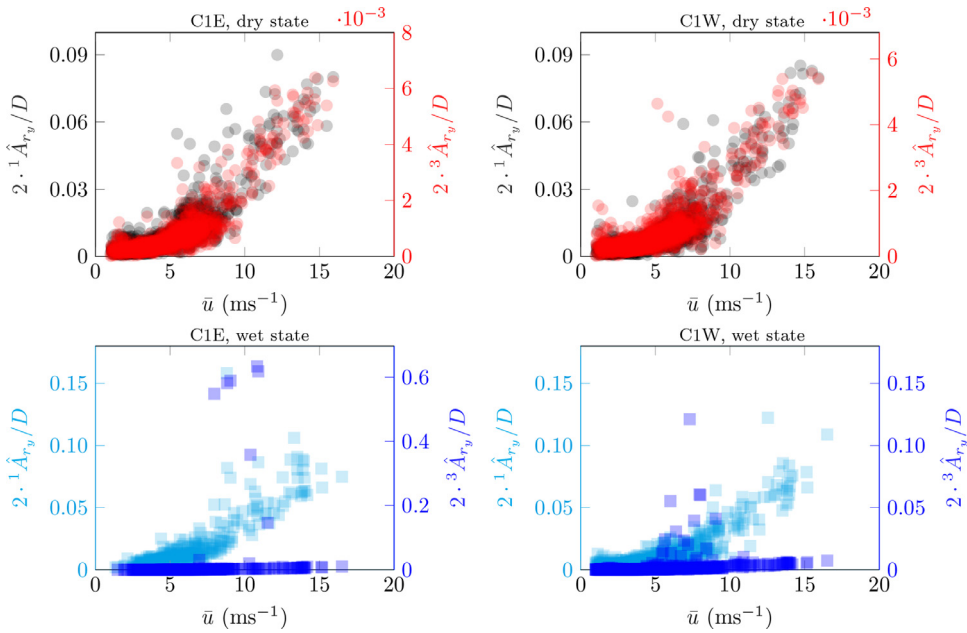 C1E, dry state
·10⁻³
0.09
0.06
0.03
0
8
6
4
2
0
2 · ¹Â_{r_y}/D
2 · ³Â_{r_y}/D
0 5 10 15 20
ū (ms⁻¹)
C1W, dry state
·10⁻³
0.09
0.06
0.03
0
6
4
2
0
2 · ¹Â_{r_y}/D
2 · ³Â_{r_y}/D
0 5 10 15 20
ū (ms⁻¹)
C1E, wet state
0.15
0.10
0.05
0
0.6
0.4
0.2
0
2 · ¹Â_{r_y}/D
2 · ³Â_{r_y}/D
0 5 10 15 20
ū (ms⁻¹)
C1W, wet state
0.15
0.10
0.05
0
0.15
0.10
0.05
0
2 · ¹Â_{r_y}/D
2 · ³Â_{r_y}/D
0 5 10 15 20
ū (ms⁻¹)